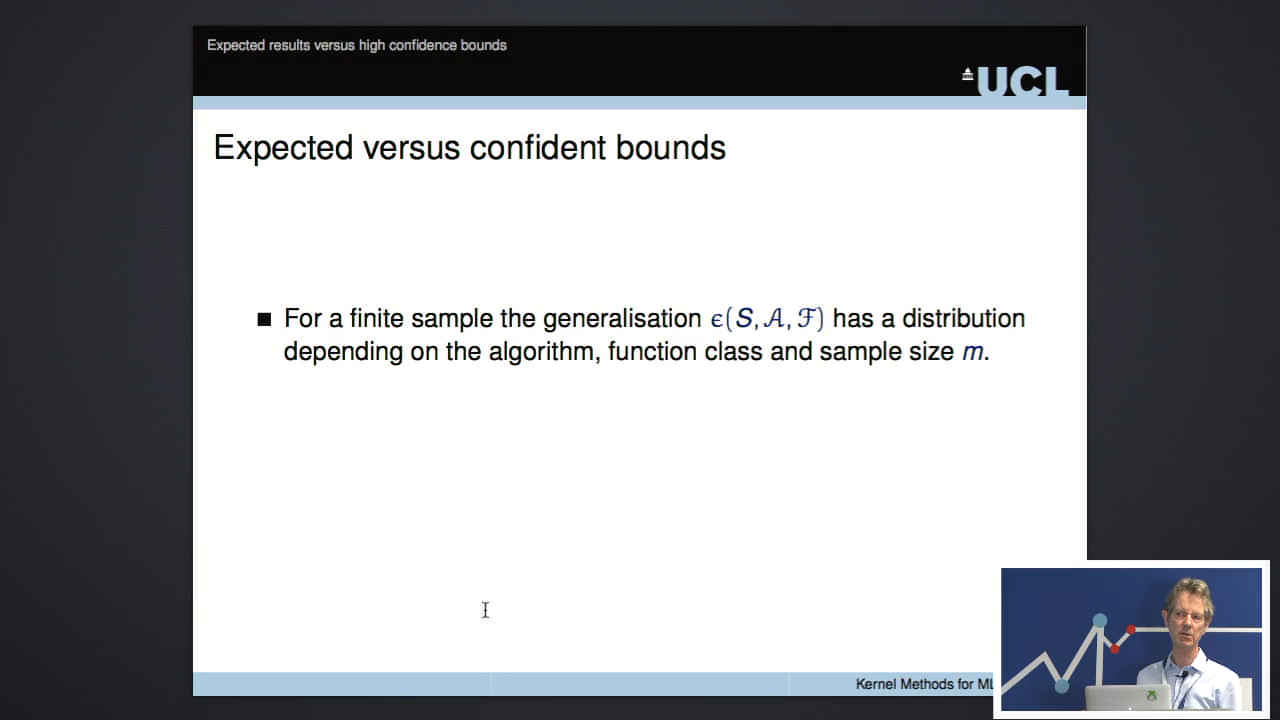 Expected results versus high confidence bounds
UCL
Expected versus confident bounds
For a finite sample the generalisation ϵ(S, 𝒜, ℱ) has a distribution
depending on the algorithm, function class and sample size m.
Kernel Methods for ML